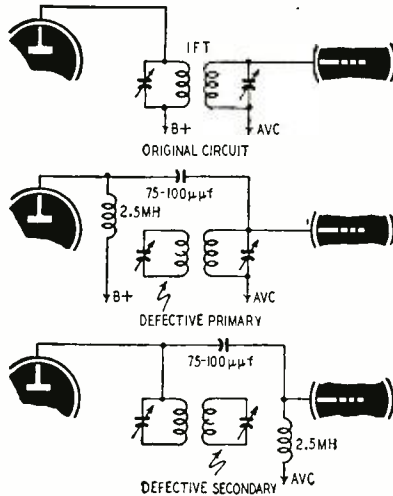 IFT
B+
AVC
ORIGINAL CIRCUIT
75-100μμf
2.5MH
B+
AVC
DEFECTIVE PRIMARY
75-100μμf
2.5MH
AVC
DEFECTIVE SECONDARY